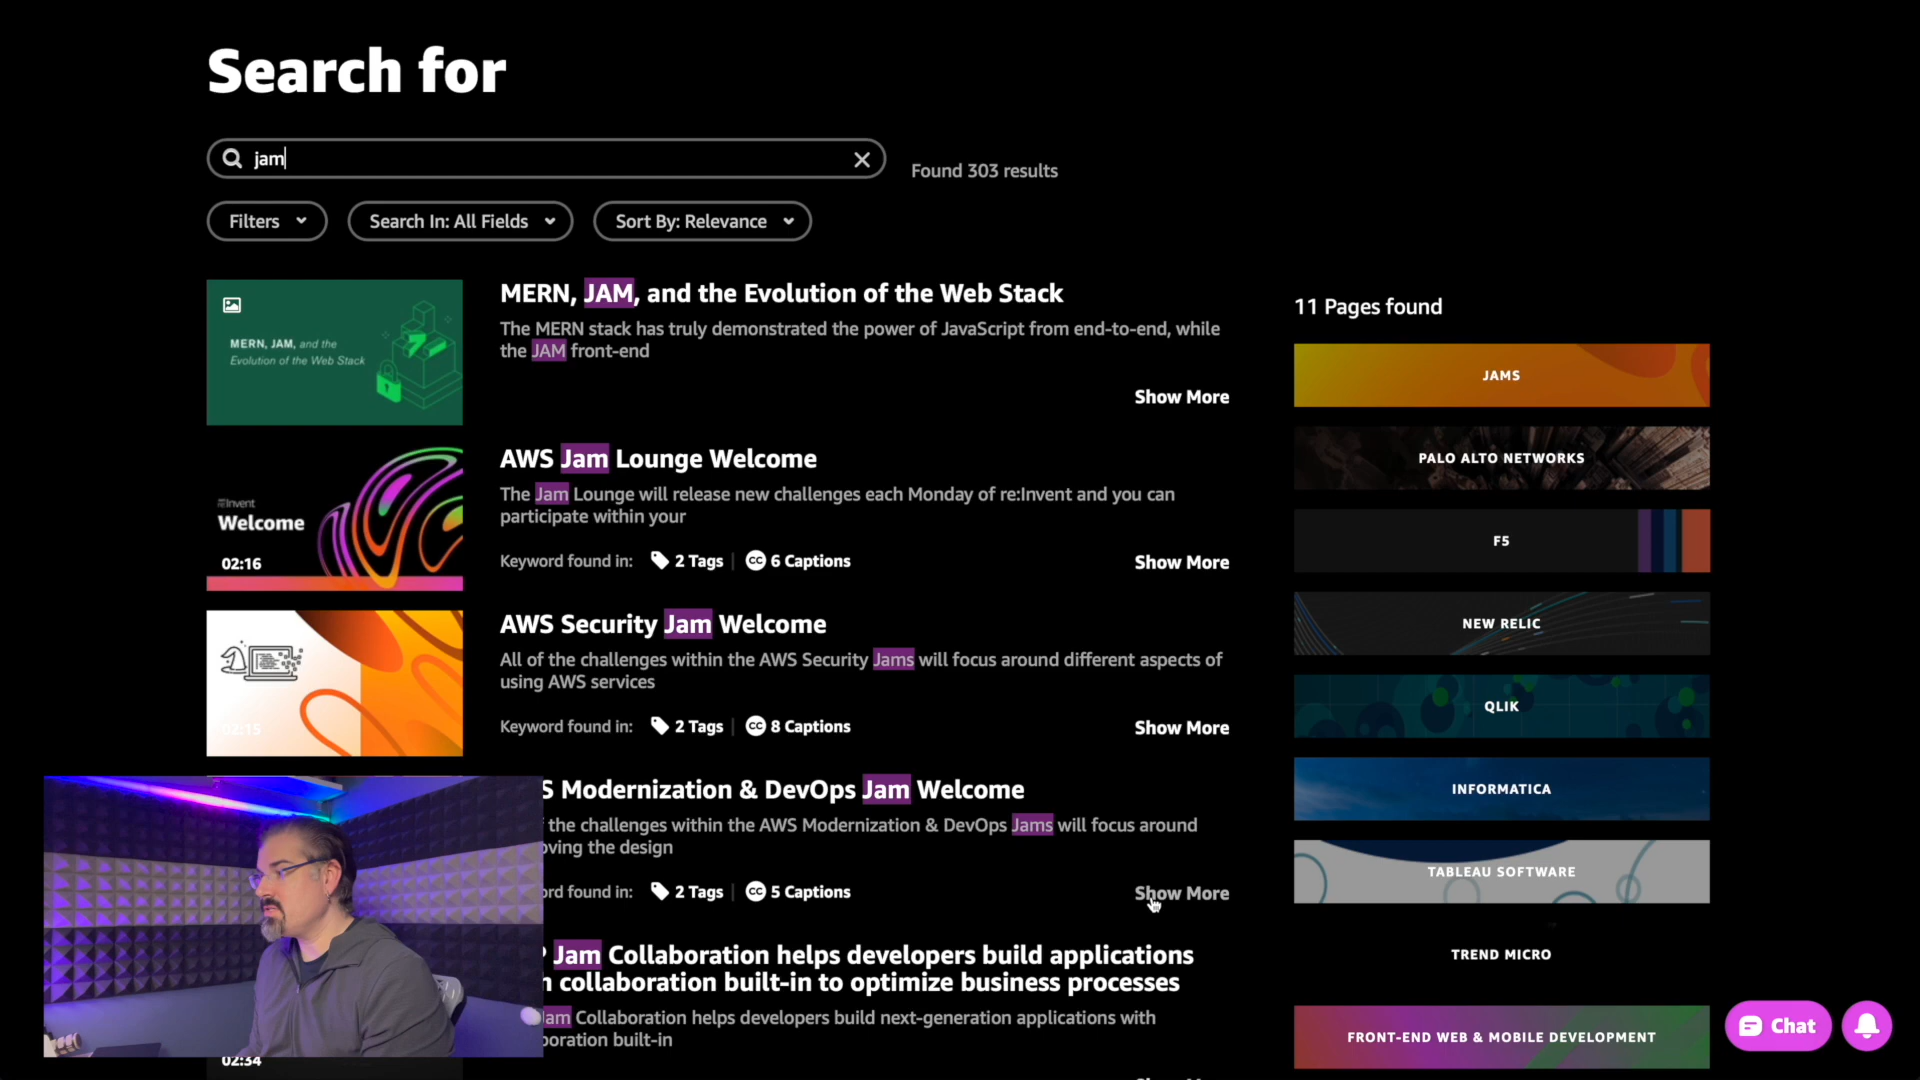 Search for
jam
Found 303 results
Filters
Search In: All Fields
Sort By: Relevance
MERN, JAM, and the
Evolution of the Web Stack
MERN, JAM, and the Evolution of the Web Stack
The MERN stack has truly demonstrated the power of JavaScript from end-to-end, while
the JAM front-end
Show More
re:Invent
Welcome
02:16
AWS Jam Lounge Welcome
The Jam Lounge will release new challenges each Monday of re:Invent and you can
participate within your
Keyword found in: 2 Tags | CC 6 Captions
Show More
02:15
AWS Security Jam Welcome
All of the challenges within the AWS Security Jams will focus around different aspects of
using AWS services
Keyword found in: 2 Tags | CC 8 Captions
Show More
S Modernization & DevOps Jam Welcome
the challenges within the AWS Modernization & DevOps Jams will focus around
oving the design
ord found in: 2 Tags | CC 5 Captions
Show More
Jam Collaboration helps developers build applications
collaboration built-in to optimize business processes
Jam Collaboration helps developers build next-generation applications with
oration built-in
02:34
11 Pages found
JAMS
PALO ALTO NETWORKS
F5
NEW RELIC
QLIK
INFORMATICA
TABLEAU SOFTWARE
TREND MICRO
FRONT-END WEB & MOBILE DEVELOPMENT
Chat